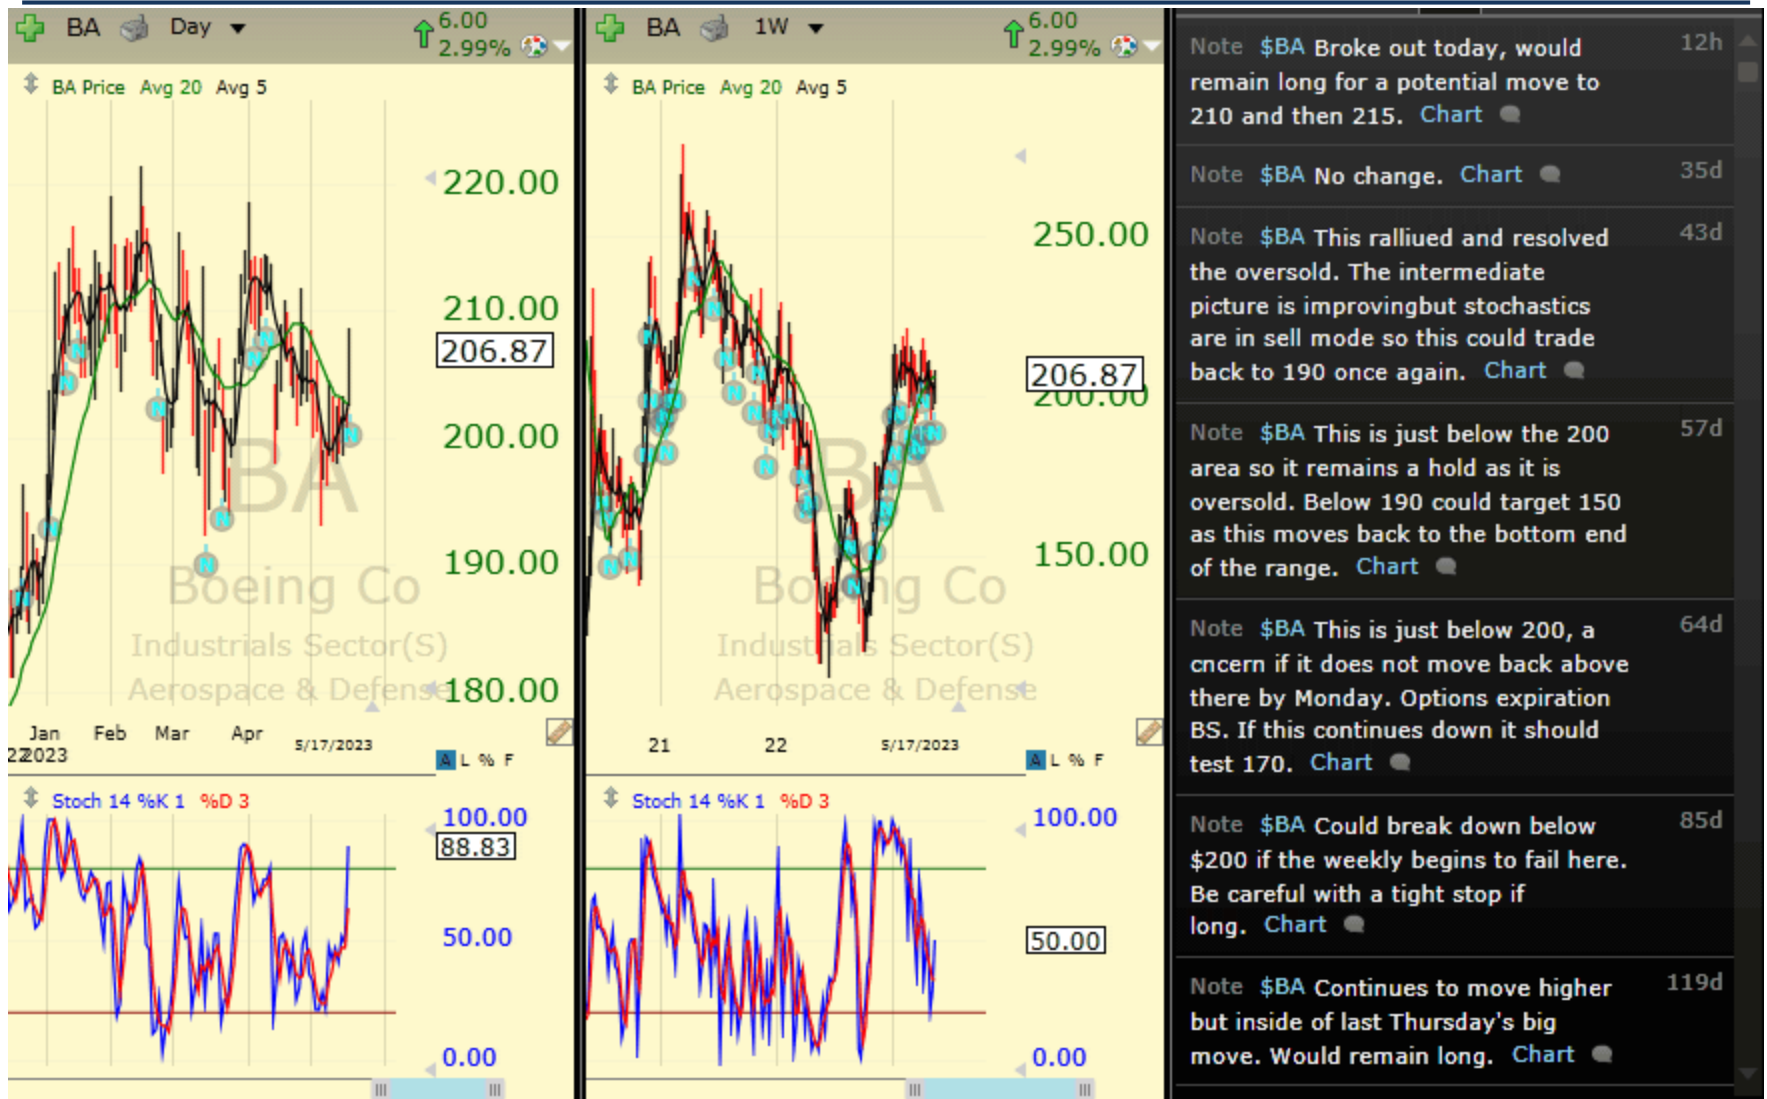 BA Day
6.00
2.99%
BA Price Avg 20 Avg 5
220.00
210.00
206.87
200.00
190.00
180.00
BA
Boeing Co
Industrials Sector(S)
Aerospace & Defense
Jan Feb Mar Apr 5/17/2023
222023
A L % F
Stoch 14 %K 1 %D 3
100.00
88.83
50.00
0.00
BA 1W
6.00
2.99%
BA Price Avg 20 Avg 5
250.00
206.87
200.00
150.00
BA
Boeing Co
Industrials Sector(S)
Aerospace & Defense
21 22 5/17/2023
A L % F
Stoch 14 %K 1 %D 3
100.00
50.00
0.00
Note $BA Broke out today, would 12h
remain long for a potential move to
210 and then 215. Chart
Note $BA No change. Chart 35d
Note $BA This ralliued and resolved 43d
the oversold. The intermediate
picture is improvingbut stochastics
are in sell mode so this could trade
back to 190 once again. Chart
Note $BA This is just below the 200 57d
area so it remains a hold as it is
oversold. Below 190 could target 150
as this moves back to the bottom end
of the range. Chart
Note $BA This is just below 200, a 64d
cncern if it does not move back above
there by Monday. Options expiration
BS. If this continues down it should
test 170. Chart
Note $BA Could break down below 85d
$200 if the weekly begins to fail here.
Be careful with a tight stop if
long. Chart
Note $BA Continues to move higher 119d
but inside of last Thursday's big
move. Would remain long. Chart